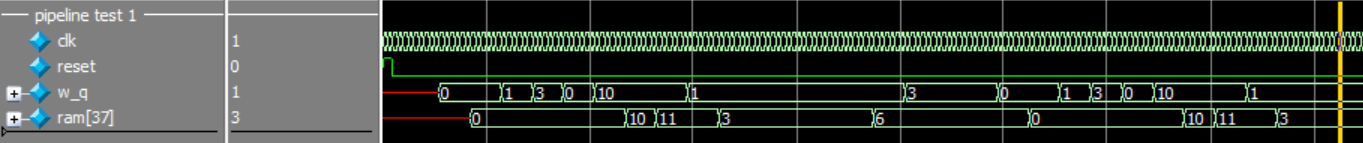 pipeline test 1
clk 1
reset 0
w_q 1 0 1 3 0 10 1 3 0 1 3 0 10 1
ram[37] 3 0 10 11 3 6 0 10 11 3